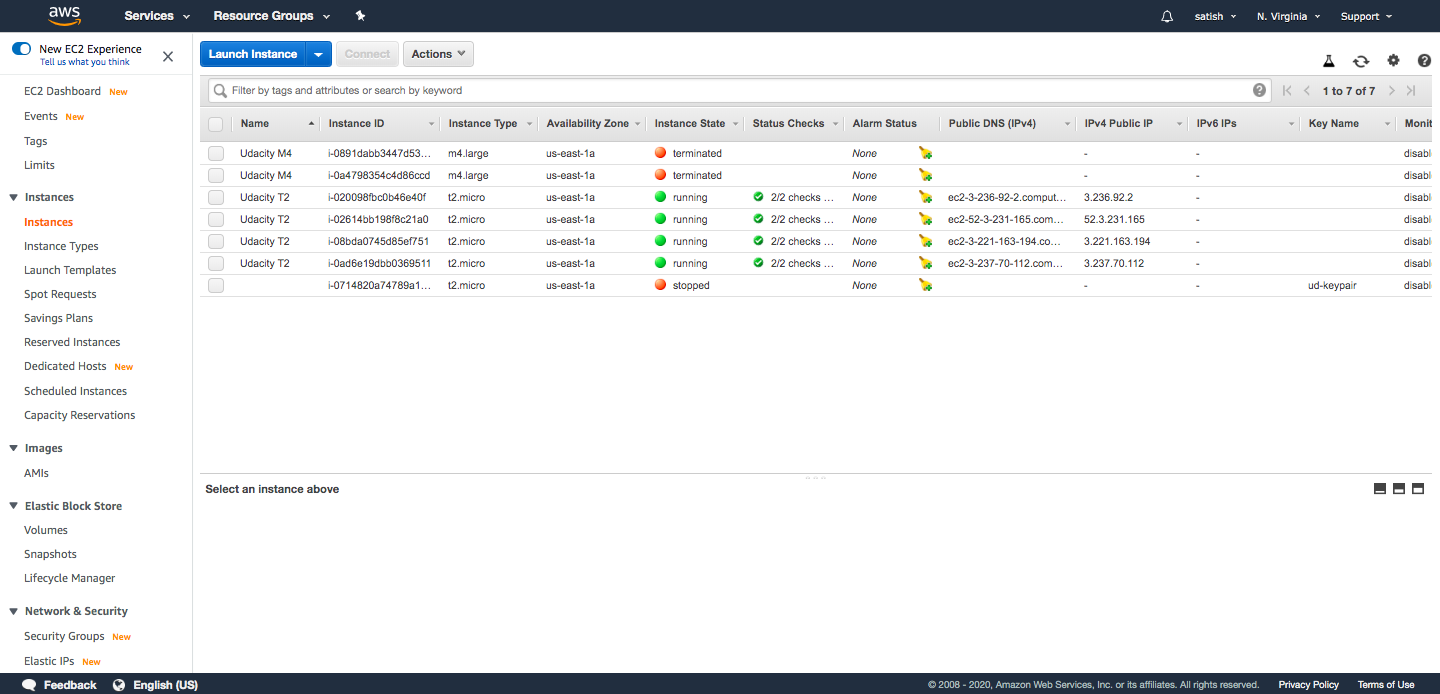 aws Services Resource Groups satish N. Virginia Support
New EC2 Experience
Tell us what you think
EC2 Dashboard New
Events New
Tags
Limits
Instances
Instances
Instance Types
Launch Templates
Spot Requests
Savings Plans
Reserved Instances
Dedicated Hosts New
Scheduled Instances
Capacity Reservations
Images
AMIs
Elastic Block Store
Volumes
Snapshots
Lifecycle Manager
Network & Security
Security Groups New
Elastic IPs New
Launch Instance Connect Actions
Filter by tags and attributes or search by keyword 1 to 7 of 7
Name Instance ID Instance Type Availability Zone Instance State Status Checks Alarm Status Public DNS (IPv4) IPv4 Public IP IPv6 IPs Key Name Monit
Udacity M4 i-0891dabb3447d53... m4.large us-east-1a terminated None - - disabl
Udacity M4 i-0a4798354c4d86ccd m4.large us-east-1a terminated None - - disabl
Udacity T2 i-020098fbc0b46e40f t2.micro us-east-1a running 2/2 checks ... None ec2-3-236-92-2.comput... 3.236.92.2 - disabl
Udacity T2 i-02614bb198f8c21a0 t2.micro us-east-1a running 2/2 checks ... None ec2-52-3-231-165.com... 52.3.231.165 - disabl
Udacity T2 i-08bda0745d85ef751 t2.micro us-east-1a running 2/2 checks ... None ec2-3-221-163-194.co... 3.221.163.194 - disabl
Udacity T2 i-0ad6e19dbb0369511 t2.micro us-east-1a running 2/2 checks ... None ec2-3-237-70-112.com... 3.237.70.112 - disabl
i-0714820a74789a1... t2.micro us-east-1a stopped None - - ud-keypair disabl
Select an instance above
Feedback English (US) © 2008 - 2020, Amazon Web Services, Inc. or its affiliates. All rights reserved. Privacy Policy Terms of Use